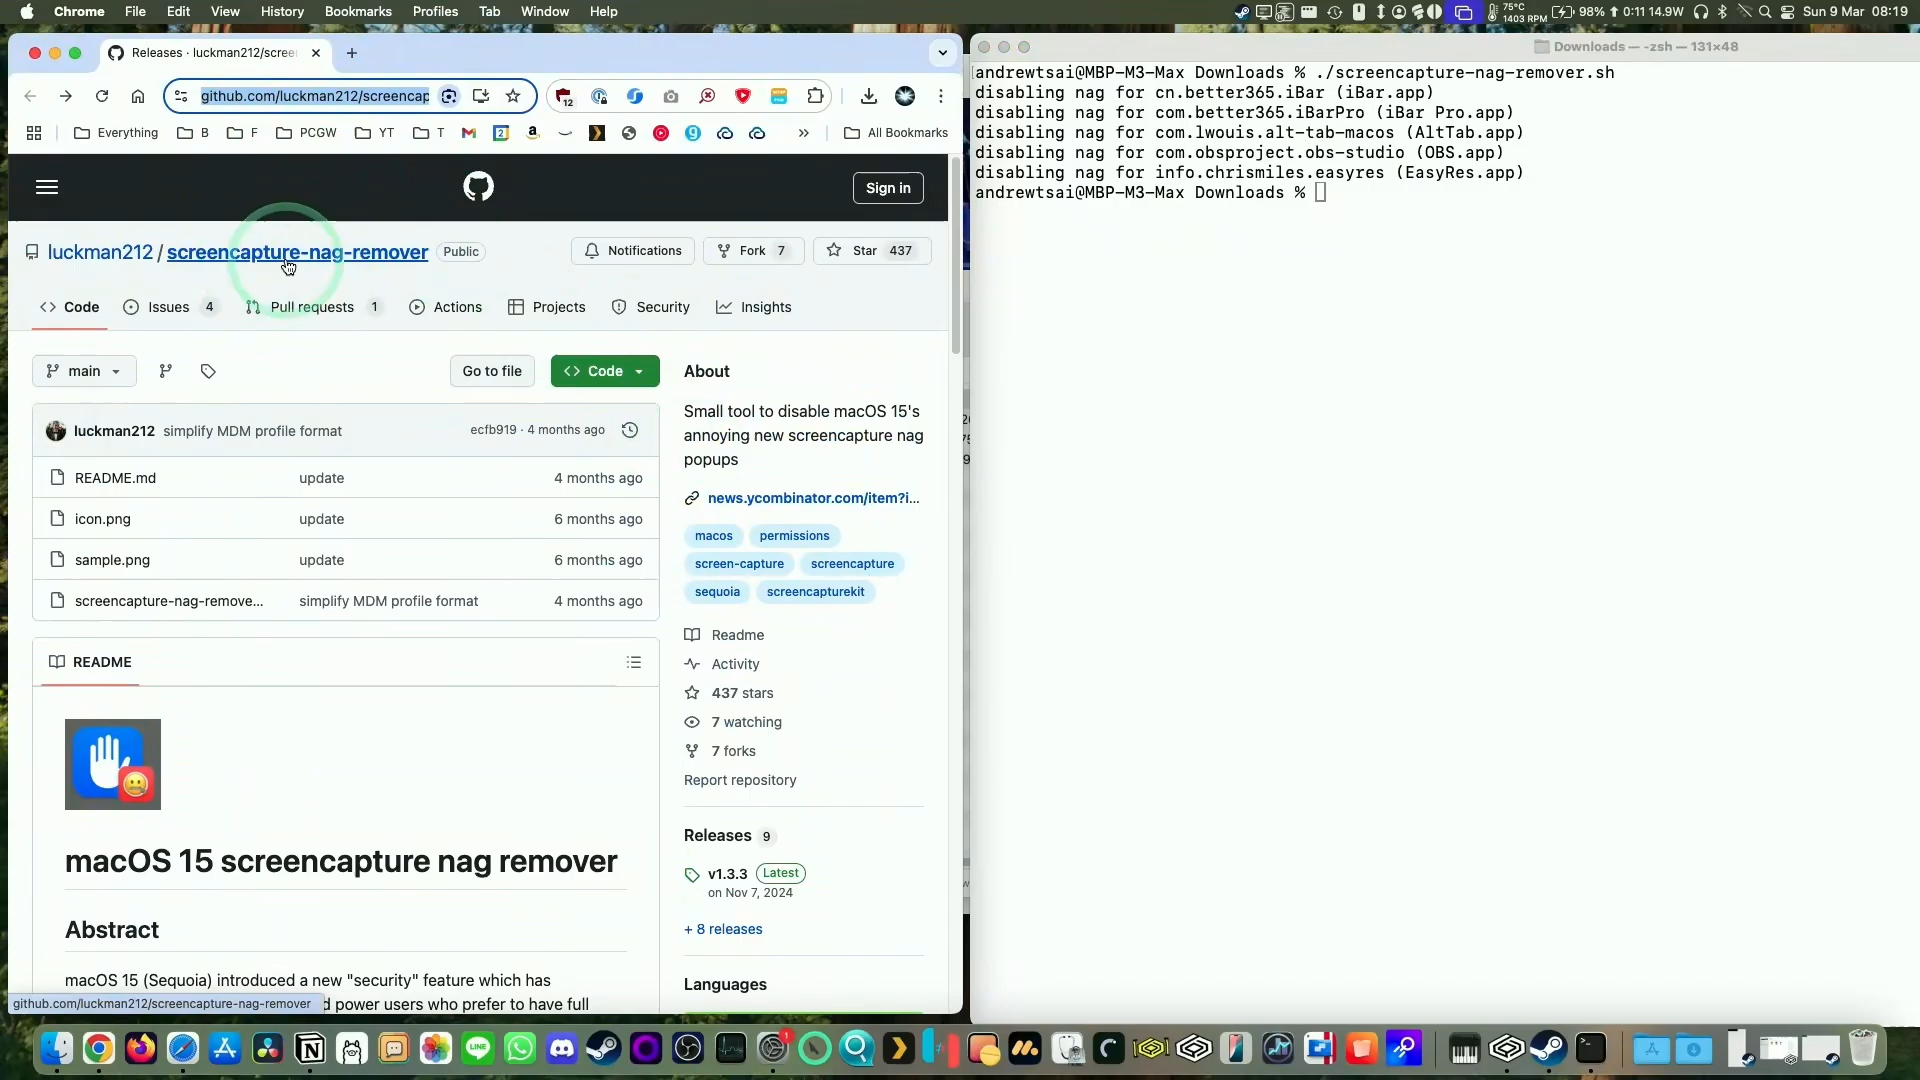 Chrome File Edit View History Bookmarks Profiles Tab Window Help
75°C
1403 RPM
98% 0:11 14.9W Sun 9 Mar 08:19
Releases · luckman212/scree
github.com/luckman212/screencap
12
Everything B F PCGW YT T All Bookmarks
Sign in
luckman212 / screencapture-nag-remover Public
Notifications Fork 7 Star 437
Code Issues 4 Pull requests 1 Actions Projects Security Insights
main Go to file Code
luckman212 simplify MDM profile format ecfb919 · 4 months ago
README.md update 4 months ago
icon.png update 6 months ago
sample.png update 6 months ago
screencapture-nag-remove... simplify MDM profile format 4 months ago
README
macOS 15 screencapture nag remover
Abstract
macOS 15 (Sequoia) introduced a new "security" feature which has
d power users who prefer to have full
github.com/luckman212/screencapture-nag-remover
About
Small tool to disable macOS 15's
annoying new screencapture nag
popups
news.ycombinator.com/item?i...
macos permissions
screen-capture screencapture
sequoia screencapturekit
Readme
Activity
437 stars
7 watching
7 forks
Report repository
Releases 9
v1.3.3 Latest
on Nov 7, 2024
+ 8 releases
Languages
Downloads — -zsh — 131×48
andrewtsai@MBP-M3-Max Downloads % ./screencapture-nag-remover.sh
disabling nag for cn.better365.iBar (iBar.app)
disabling nag for com.better365.iBarPro (iBar Pro.app)
disabling nag for com.lwouis.alt-tab-macos (AltTab.app)
disabling nag for com.obsproject.obs-studio (OBS.app)
disabling nag for info.chrismiles.easyres (EasyRes.app)
andrewtsai@MBP-M3-Max Downloads %
LINE